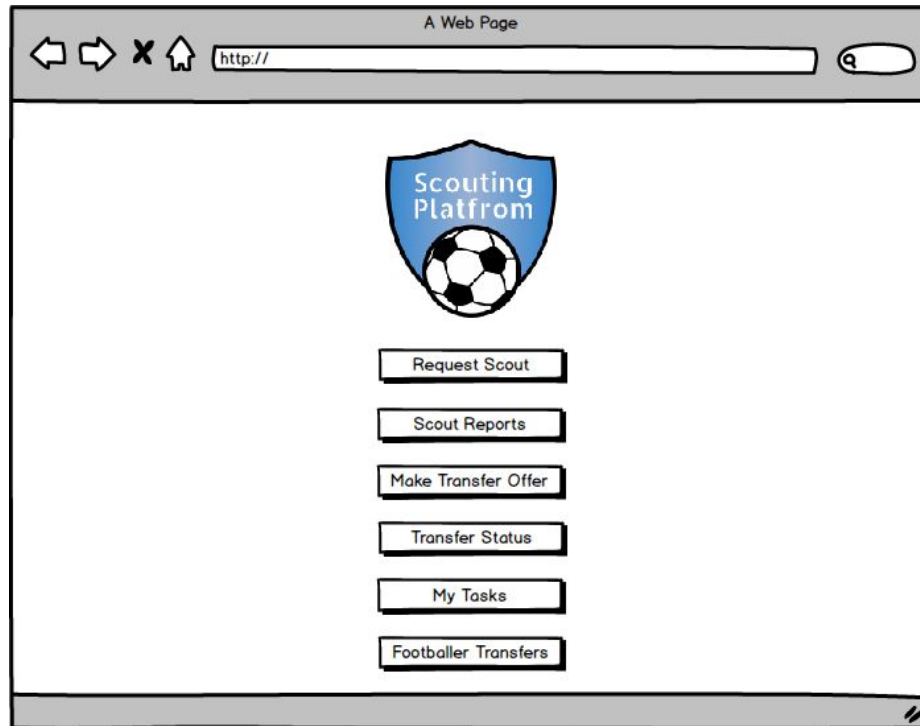 A Web Page
http://
Scouting
Platfrom
Request Scout
Scout Reports
Make Transfer Offer
Transfer Status
My Tasks
Footballer Transfers